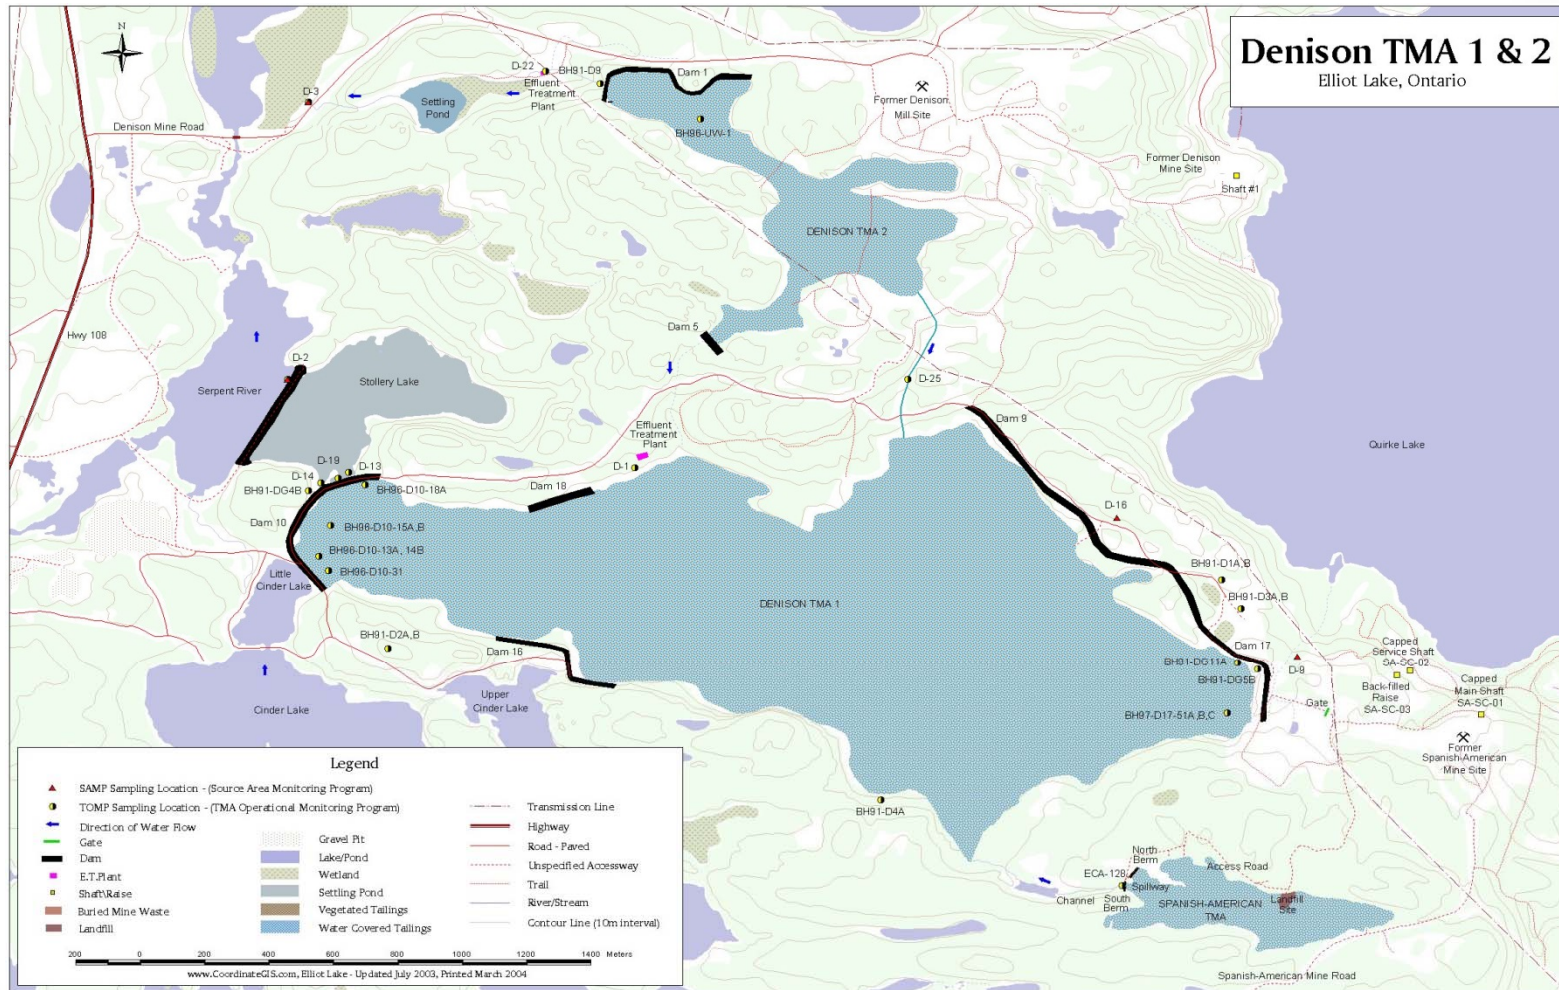 Denison TMA 1 & 2
Elliot Lake, Ontario
N
D-22
BH91-D9
Dam 1
Effluent
Treatment
Plant
D-3
Settling
Pond
Denison Mine Road
BH96-UW-1
Former Denison
Mill Site
Former Denison
Mine Site
Shaft #1
DENISON TMA 2
Hwy 108
Dam 5
D-2
Stollery Lake
Serpent River
D-25
Dam 9
Quirke Lake
Effluent
Treatment
Plant
D-1
D-19
D-13
D-14
BH91-DG4B
BH96-D10-18A
Dam 18
Dam 10
BH96-D10-15A,B
BH96-D10-13A, 14B
BH96-D10-31
D-16
BH91-D1A,B
BH91-D3A,B
Little
Cinder Lake
DENISON TMA 1
BH91-D2A,B
Dam 16
Dam 17
BH91-DG11A
BH91-DG5B
D-9
Capped
Service Shaft
SA-SC-02
Back-filled
Raise
SA-SC-03
Capped
Main Shaft
SA-SC-01
Gate
BH97-D17-51A,B,C
Former
Spanish-American
Mine Site
Upper
Cinder Lake
Cinder Lake
BH91-D4A
North
Berm
Access Road
ECA-128
Spillway
Channel
South
Berm
SPANISH-AMERICAN
TMA
Landfill
Site
Spanish-American Mine Road
Legend
SAMP Sampling Location - (Source Area Monitoring Program)
TOMP Sampling Location - (TMA Operational Monitoring Program)
Direction of Water Flow
Gate
Dam
E.T.Plant
Shaft\Raise
Buried Mine Waste
Landfill
Gravel Pit
Lake/Pond
Wetland
Settling Pond
Vegetated Tailings
Water Covered Tailings
Transmission Line
Highway
Road - Paved
Unspecified Accessway
Trail
River/Stream
Contour Line (10m interval)
200 0 200 400 600 800 1000 1200 1400 Meters
www.CoordinateGIS.com, Elliot Lake - Updated July 2003, Printed March 2004